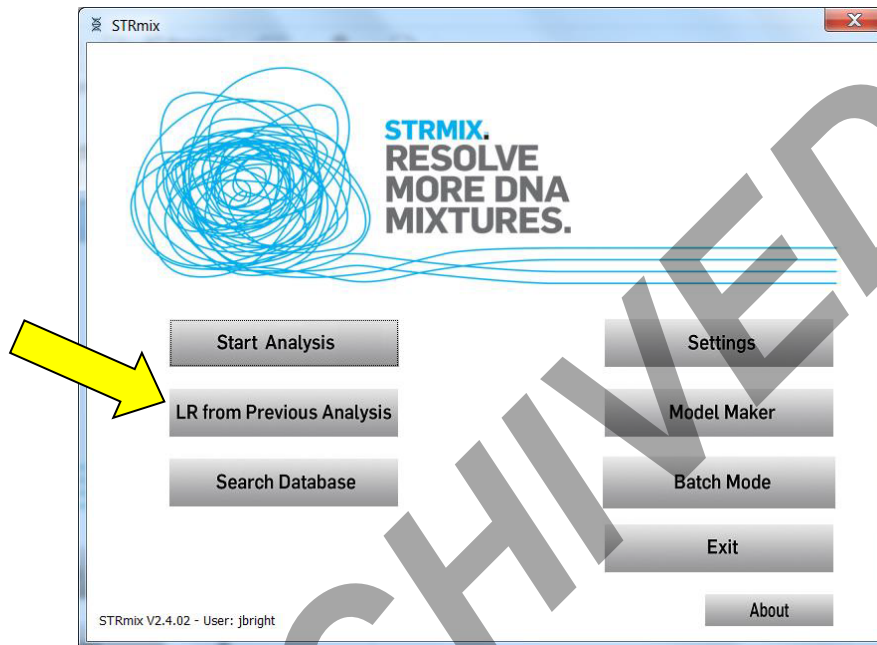 STRmix
STRMIX.
RESOLVE
MORE DNA
MIXTURES.
Start Analysis
Settings
LR from Previous Analysis
Model Maker
Search Database
Batch Mode
Exit
About
STRmix V2.4.02 - User: jbright
CHIVED